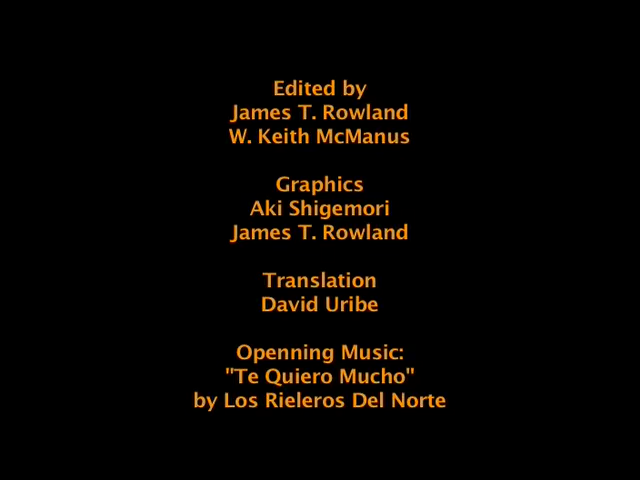 Edited by
James T. Rowland
W. Keith McManus
Graphics
Aki Shigemori
James T. Rowland
Translation
David Uribe
Openning Music:
"Te Quiero Mucho"
by Los Rieleros Del Norte